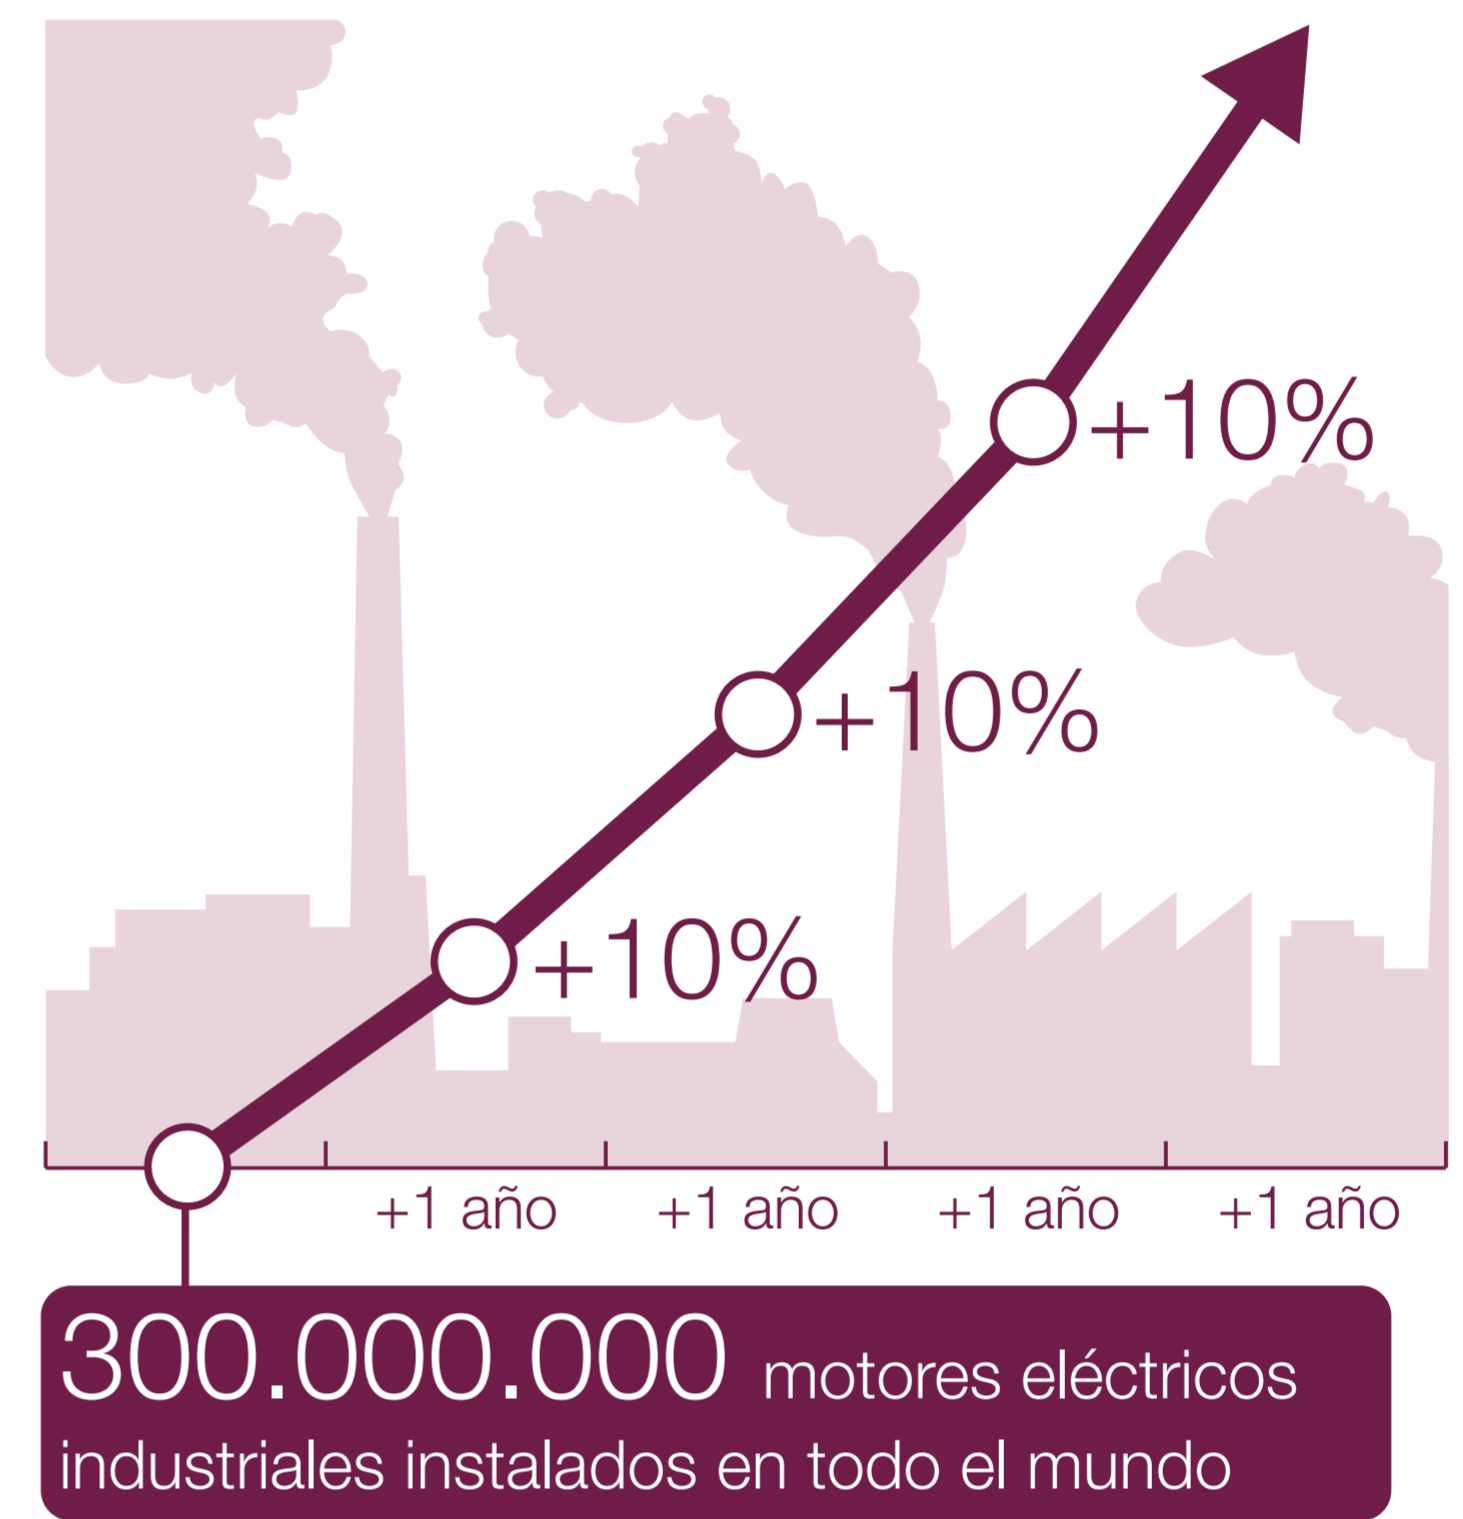 +10%
+10%
+10%
+1 año +1 año +1 año +1 año
300.000.000 motores eléctricos
industriales instalados en todo el mundo